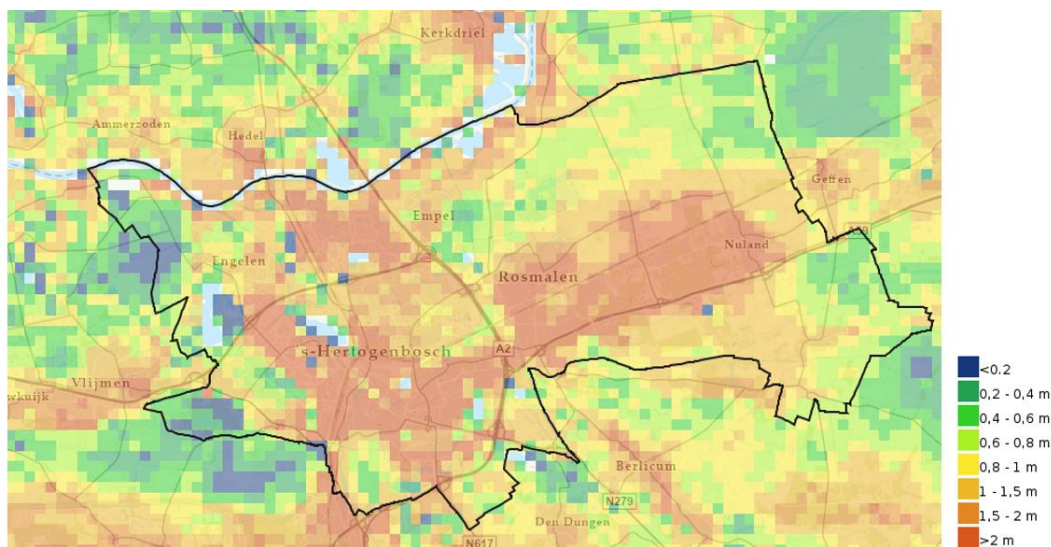 Kerkdriel
Ammerzoden
Hedel
Geffen
Empel
Nuland
Engelen
Rosmalen
's-Hertogenbosch
A2
Vlijmen
wkuijk
Berlicum
N279
Den Dungen
N617
<0.2
0,2 - 0,4 m
0,4 - 0,6 m
0,6 - 0,8 m
0,8 - 1 m
1 - 1,5 m
1,5 - 2 m
>2 m